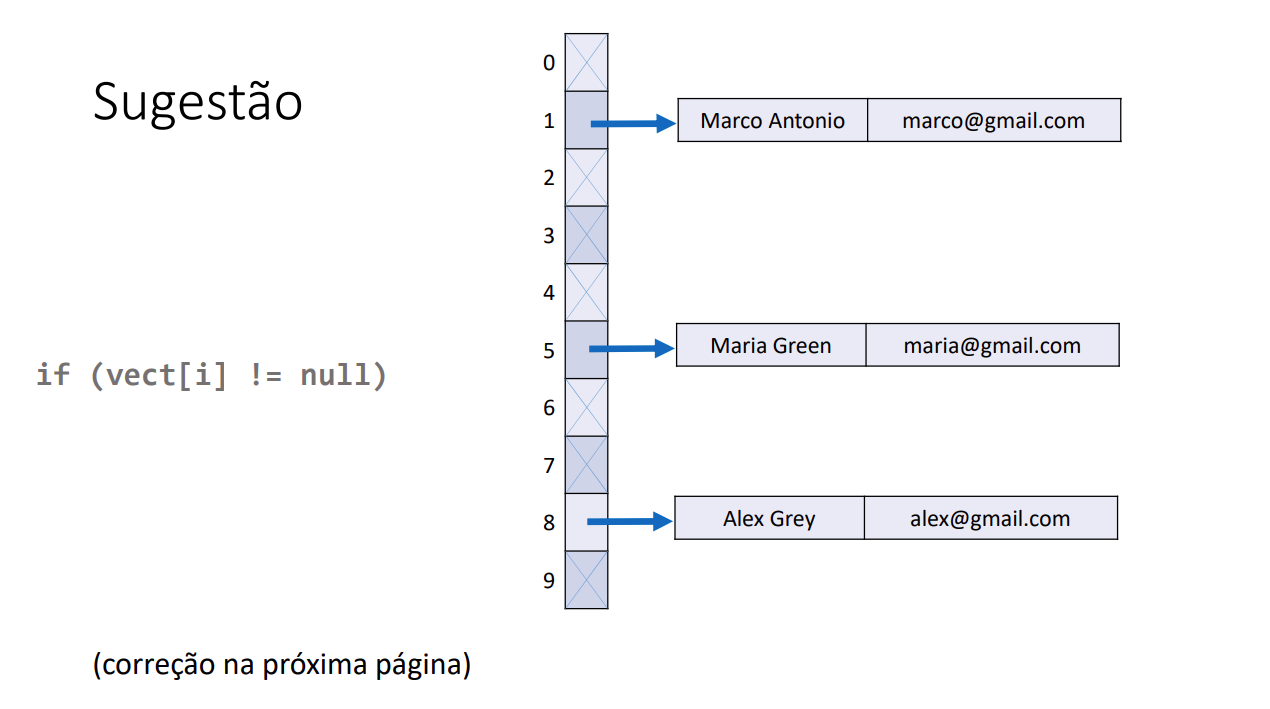 Sugestão
0
1
Marco Antonio marco@gmail.com
2
3
4
5
Maria Green maria@gmail.com
if (vect[i] != null)
6
7
8
Alex Grey alex@gmail.com
9
(correção na próxima página)